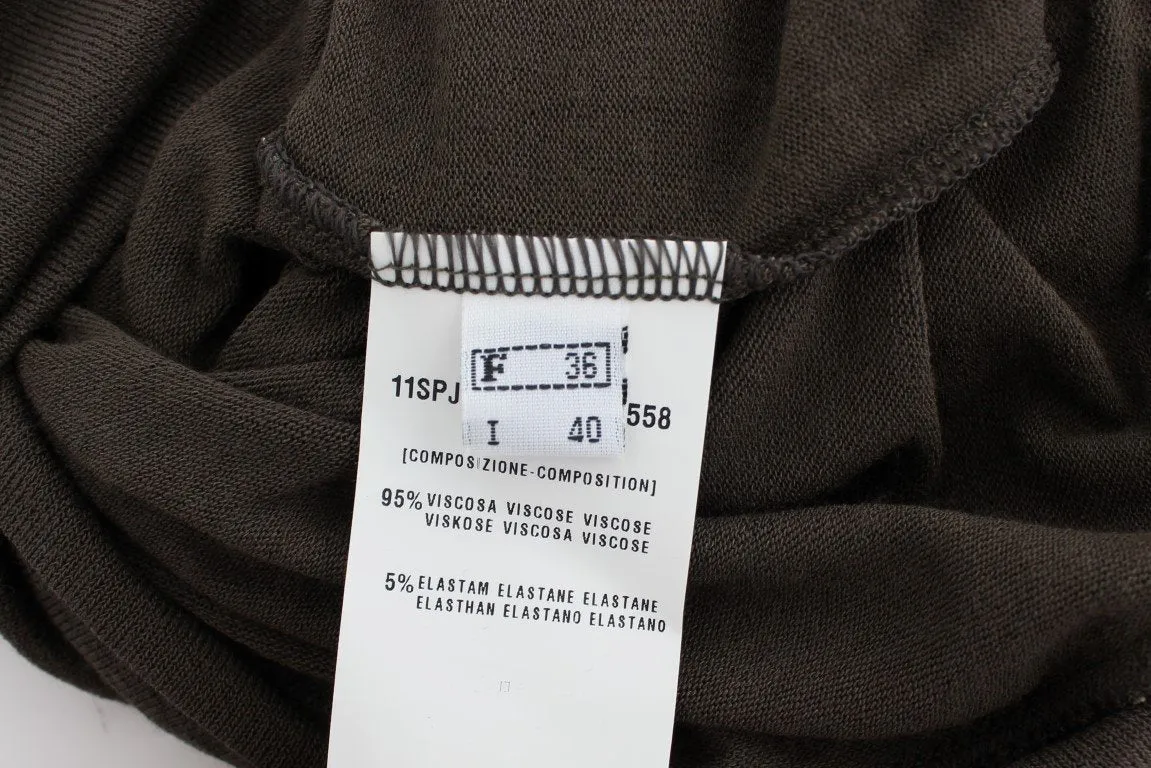 F 36
I 40
11SPJ 558
[COMPOSIZIONE-COMPOSITION]
95% VISCOSA VISCOSE VISCOSE
VISKOSE VISCOSA VISCOSE
5% ELASTAM ELASTANE ELASTANE
ELASTHAN ELASTANO ELASTANO